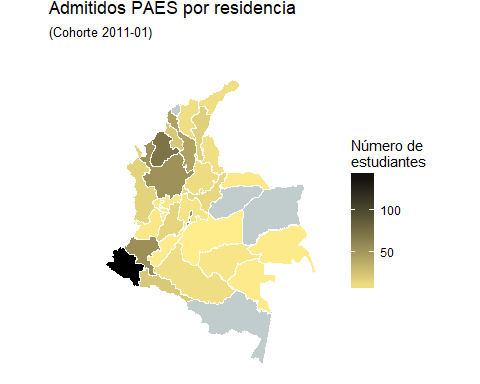 Admitidos PAES por residencia
(Cohorte 2011-01)
Número de
estudiantes
100
50